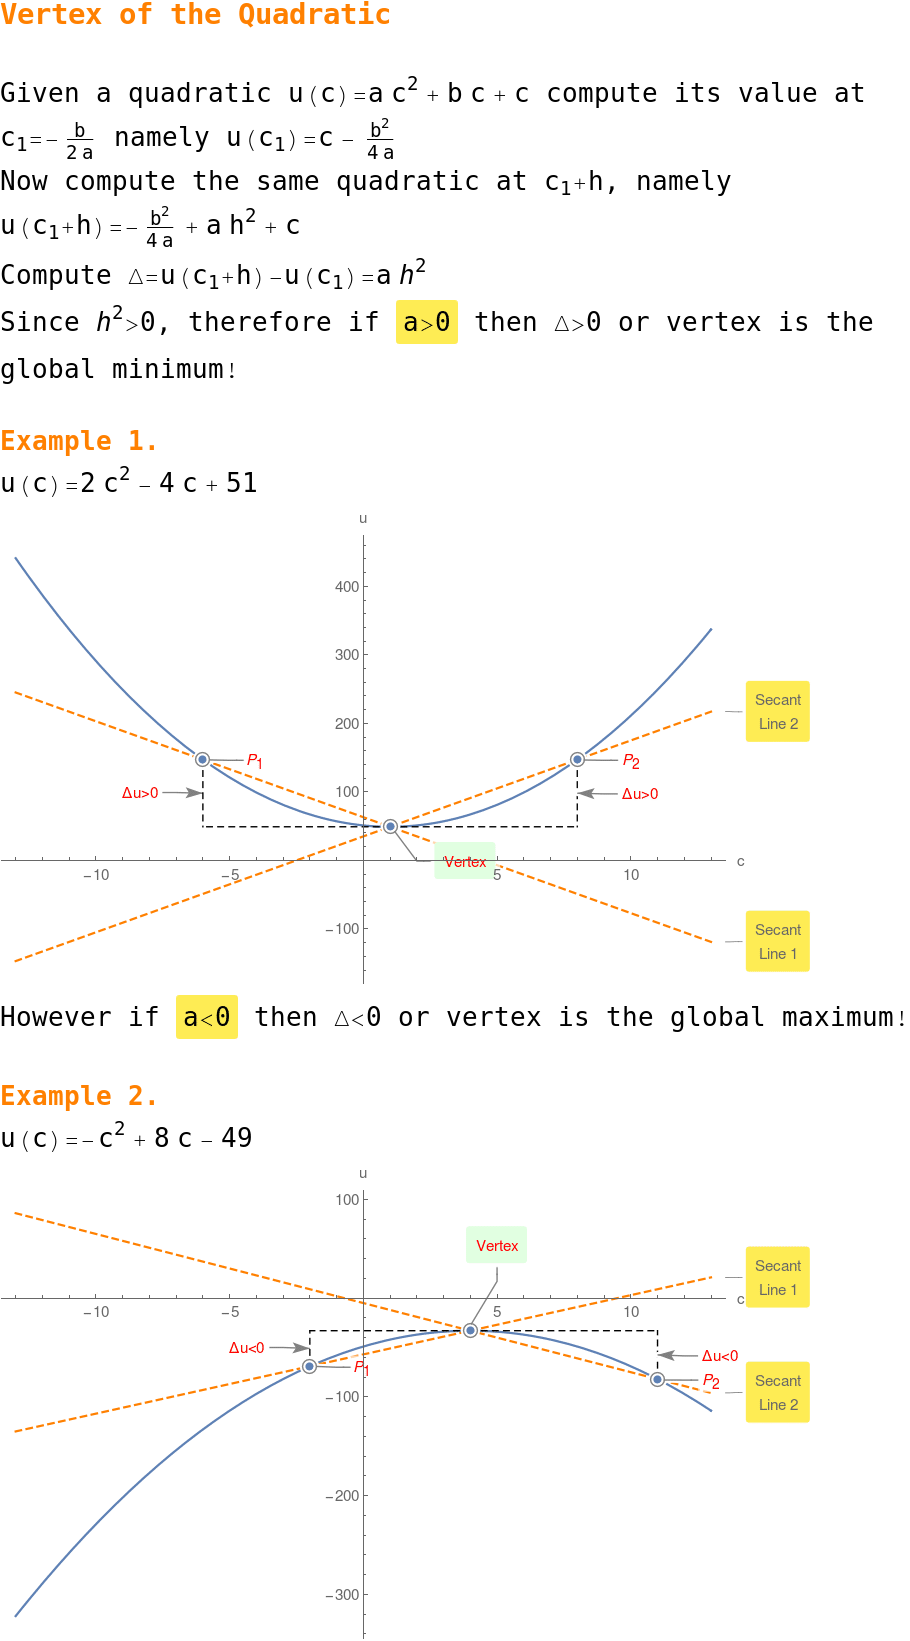 Vertex of the Quadratic
Given a quadratic u(c)=a c² + b c + c compute its value at
c₁=− b/(2 a) namely u(c₁)=c − b²/(4 a)
Now compute the same quadratic at c₁+h, namely
u(c₁+h)=− b²/(4 a) + a h² + c
Compute Δ=u(c₁+h)−u(c₁)=a h²
Since h²>0, therefore if a>0 then Δ>0 or vertex is the
global minimum!
Example 1.
u(c)=2 c² − 4 c + 51
u
400
300
Secant
Line 2
200
P₁
P₂
Δu>0
100
Δu>0
Vertex
c
−10
−5
5
10
−100
Secant
Line 1
However if a<0 then Δ<0 or vertex is the global maximum!
Example 2.
u(c)=−c² + 8 c − 49
u
100
Vertex
Secant
Line 1
c
−10
−5
5
10
Δu<0
Δu<0
P₁
P₂
Secant
Line 2
−100
−200
−300